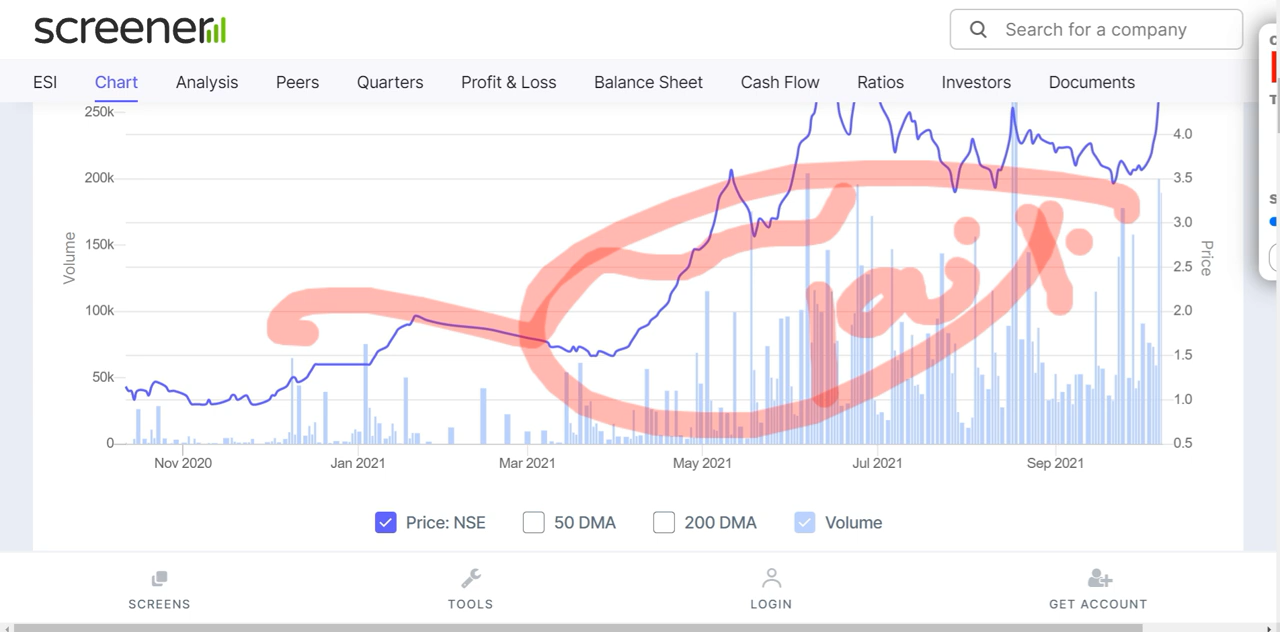 screener
Search for a company
ESI Chart Analysis Peers Quarters Profit & Loss Balance Sheet Cash Flow Ratios Investors Documents
250k
4.0
200k
3.5
3.0
150k
2.5
Volume
Price
100k
2.0
1.5
50k
1.0
0
0.5
Nov 2020 Jan 2021 Mar 2021 May 2021 Jul 2021 Sep 2021
Price: NSE 50 DMA 200 DMA Volume
SCREENS TOOLS LOGIN GET ACCOUNT